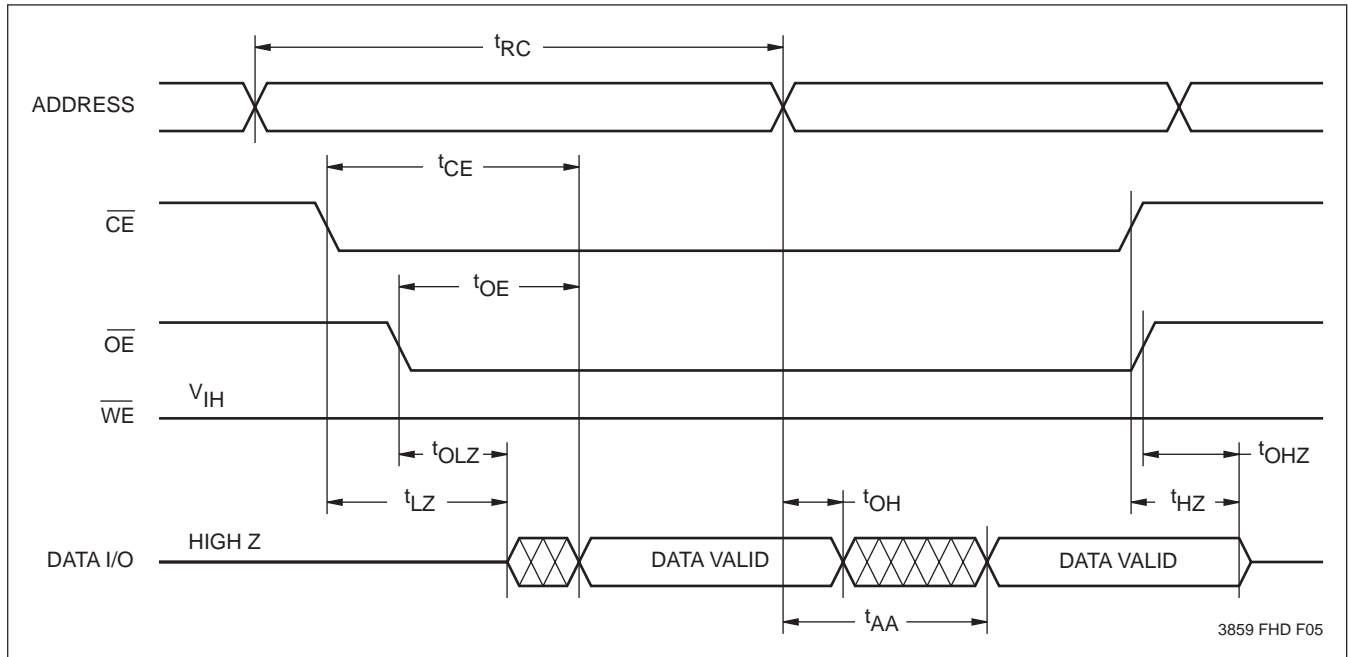 tRC
ADDRESS
tCE
CE
tOE
OE
VIH
WE
tOLZ
tOHZ
tLZ
tOH
tHZ
HIGH Z
DATA I/O
DATA VALID
DATA VALID
tAA
3859 FHD F05